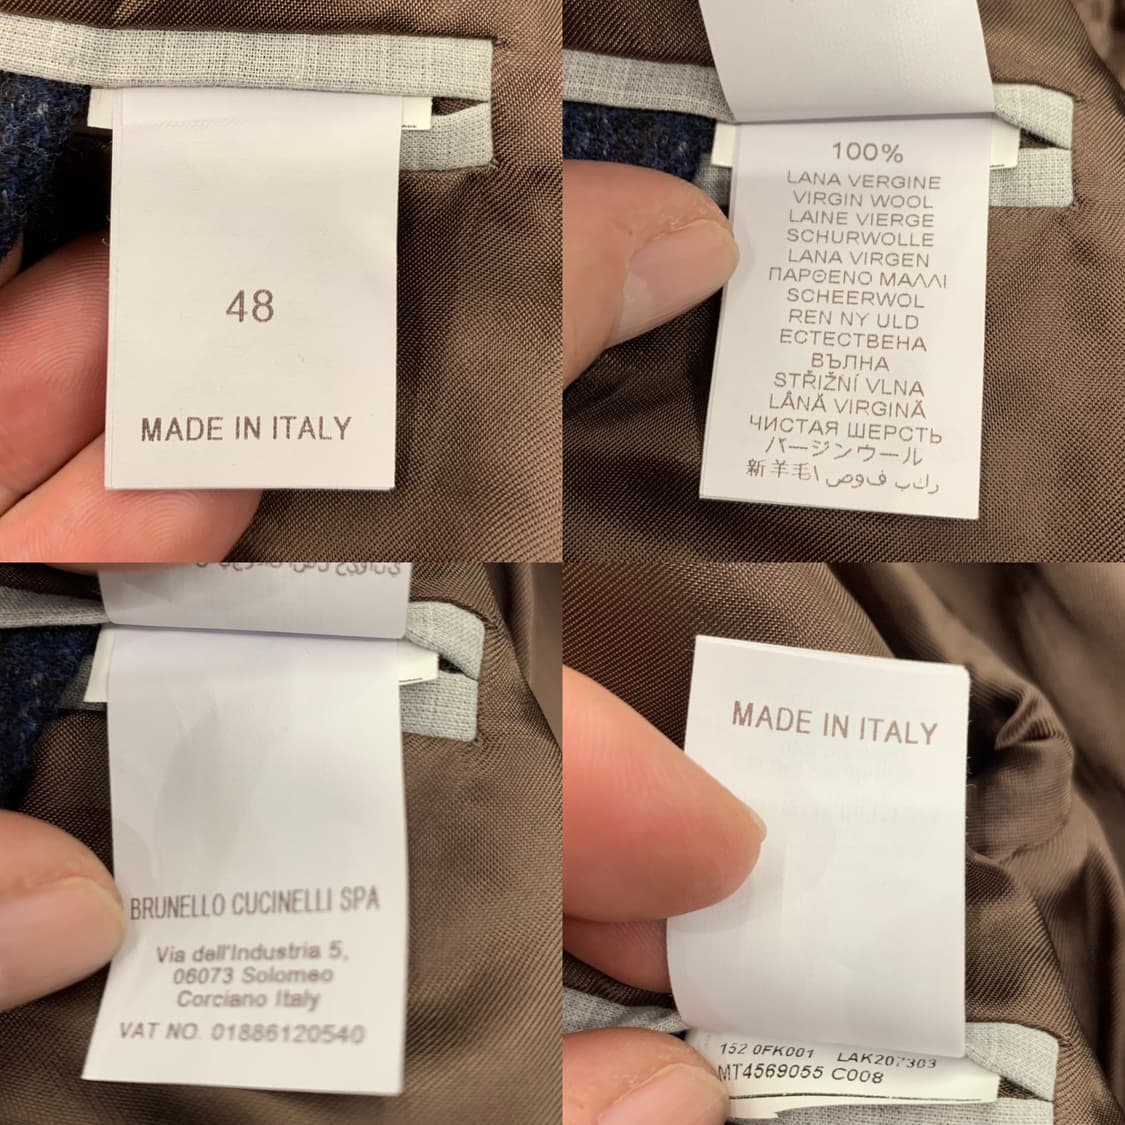 48
MADE IN ITALY
100%
LANA VERGINE
VIRGIN WOOL
LAINE VIERGE
SCHURWOLLE
LANA VIRGEN
ΠΑΡΘΕΝΟ ΜΑΛΛΙ
SCHEERWOL
REN NY ULD
ЕСТЕСТВЕНА
ВЪЛНА
STŘIŽNÍ VLNA
LÂNĂ VIRGINĂ
ЧИСТАЯ ШЕРСТЬ
バージンウール
新羊毛\ صوف بكر
BRUNELLO CUCINELLI SPA
Via dell'Industria 5,
06073 Solomeo
Corciano Italy
VAT NO. 01886120540
MADE IN ITALY
152 0FK001 LAK207303
MT4569055 C008